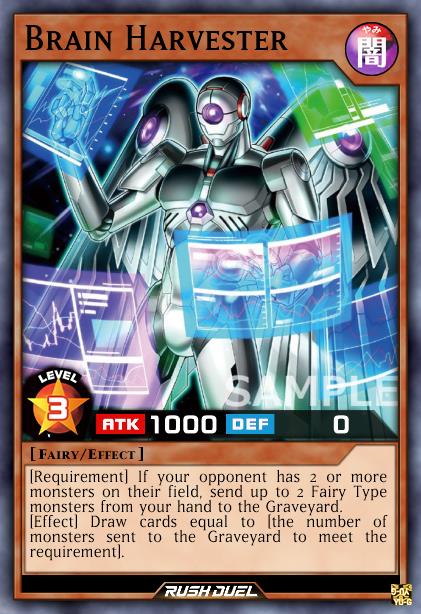 BRAIN HARVESTER
やみ
闇
SAMPLE
LEVEL
3
ATK 1000 DEF 0
[FAIRY/EFFECT]
[Requirement] If your opponent has 2 or more
monsters on their field, send up to 2 Fairy Type
monsters from your hand to the Graveyard.
[Effect] Draw cards equal to [the number of
monsters sent to the Graveyard to meet the
requirement].
RUSH DUEL